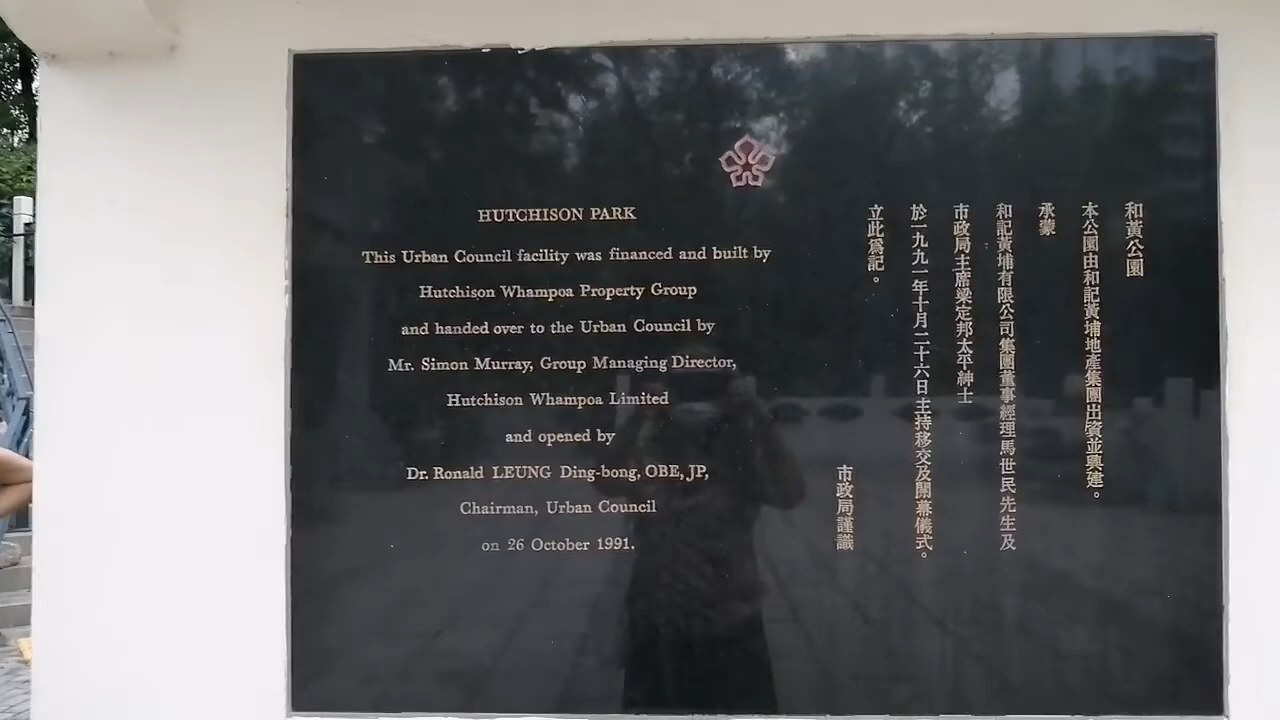 HUTCHISON PARK
This Urban Council facility was financed and built by
Hutchison Whampoa Property Group
and handed over to the Urban Council by
Mr. Simon Murray, Group Managing Director,
Hutchison Whampoa Limited
and opened by
Dr. Ronald LEUNG Ding-bong, OBE, JP,
Chairman, Urban Council
on 26 October 1991.
和黃公園
本公園由和記黃埔地產集團出資並興建。
承蒙
和記黃埔有限公司集團董事經理馬世民先生及
市政局主席梁定邦太平紳士
於一九九一年十月二十六日主持移交及開幕儀式。
立此爲記。
市政局謹識